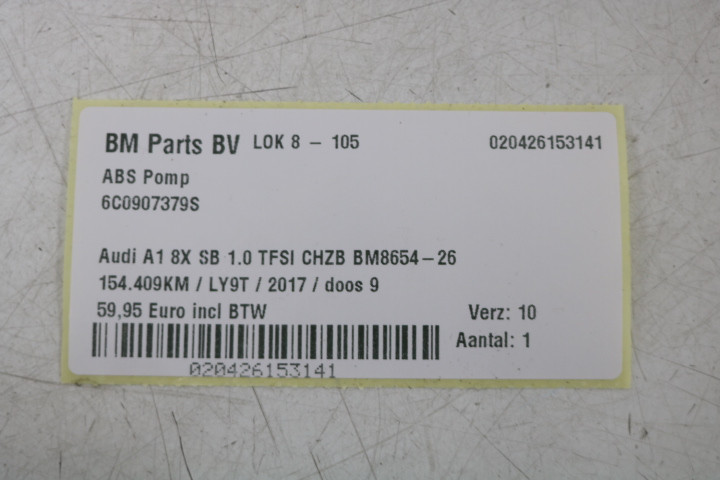 BM Parts BV LOK 8 - 105 020426153141
ABS Pomp
6C0907379S
Audi A1 8X SB 1.0 TFSI CHZB BM8654-26
154.409KM / LY9T / 2017 / doos 9
59,95 Euro incl BTW Verz: 10
Aantal: 1
020426153141